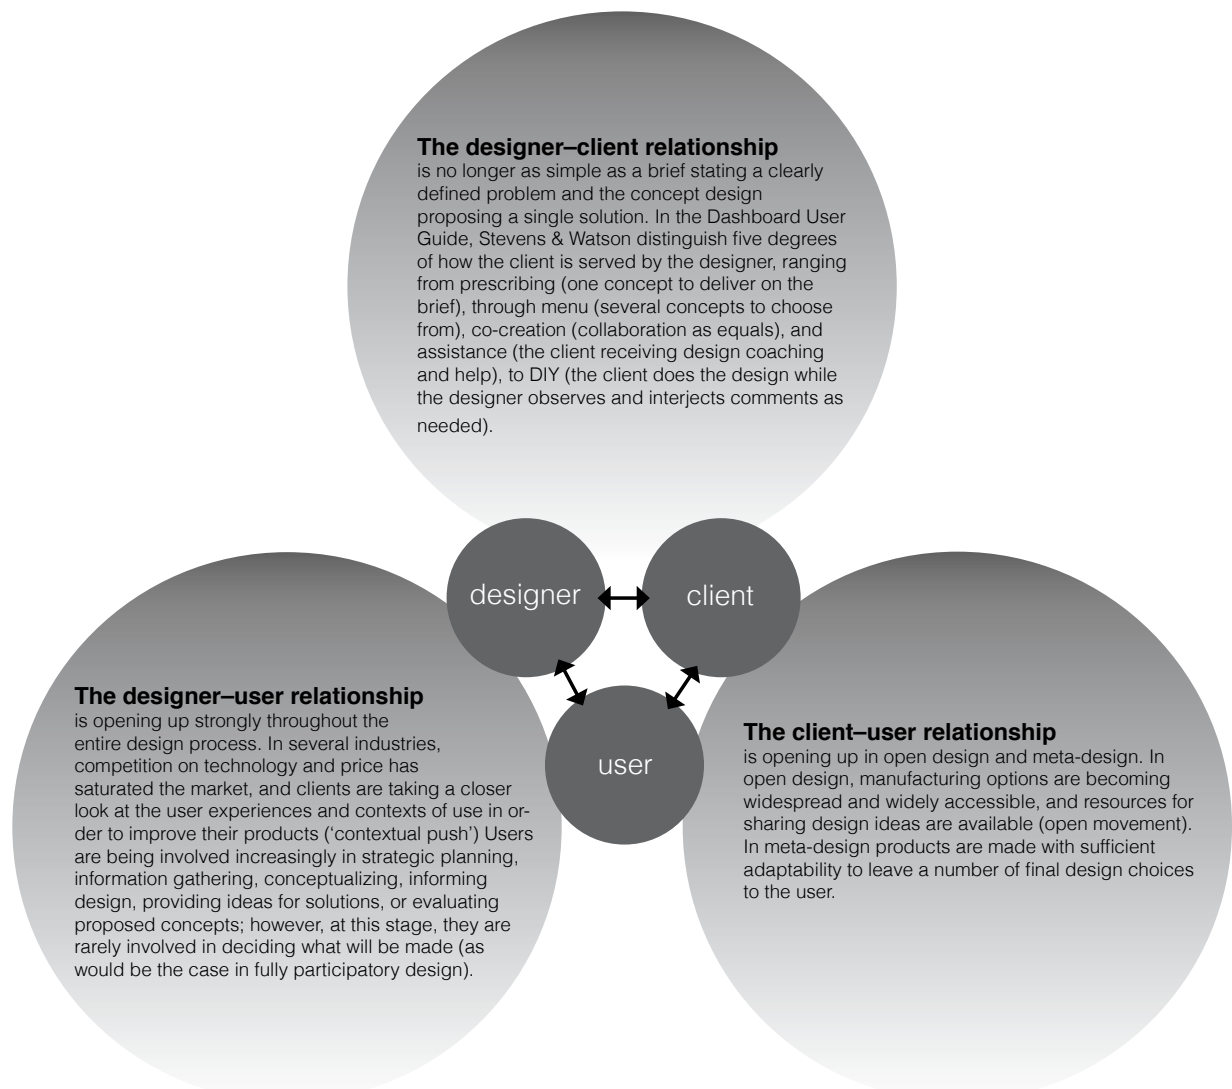 The designer–client relationship
is no longer as simple as a brief stating a clearly
defined problem and the concept design
proposing a single solution. In the Dashboard User
Guide, Stevens & Watson distinguish five degrees
of how the client is served by the designer, ranging
from prescribing (one concept to deliver on the
brief), through menu (several concepts to choose
from), co-creation (collaboration as equals), and
assistance (the client receiving design coaching
and help), to DIY (the client does the design while
the designer observes and interjects comments as
needed).
designer
client
user
The designer–user relationship
is opening up strongly throughout the
entire design process. In several industries,
competition on technology and price has
saturated the market, and clients are taking a closer
look at the user experiences and contexts of use in or-
der to improve their products (‘contextual push’) Users
are being involved increasingly in strategic planning,
information gathering, conceptualizing, informing
design, providing ideas for solutions, or evaluating
proposed concepts; however, at this stage, they are
rarely involved in deciding what will be made (as
would be the case in fully participatory design).
The client–user relationship
is opening up in open design and meta-design. In
open design, manufacturing options are becoming
widespread and widely accessible, and resources for
sharing design ideas are available (open movement).
In meta-design products are made with sufficient
adaptability to leave a number of final design choices
to the user.